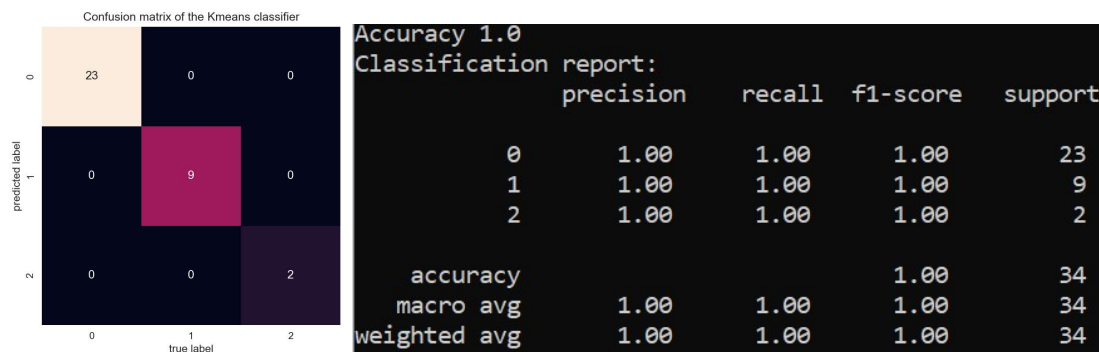 Confusion matrix of the Kmeans classifier
predicted label
0 23 0 0
1 0 9 0
2 0 0 2
0 1 2
true label
Accuracy 1.0
Classification report:
precision recall f1-score support
0 1.00 1.00 1.00 23
1 1.00 1.00 1.00 9
2 1.00 1.00 1.00 2
accuracy 1.00 34
macro avg 1.00 1.00 1.00 34
weighted avg 1.00 1.00 1.00 34